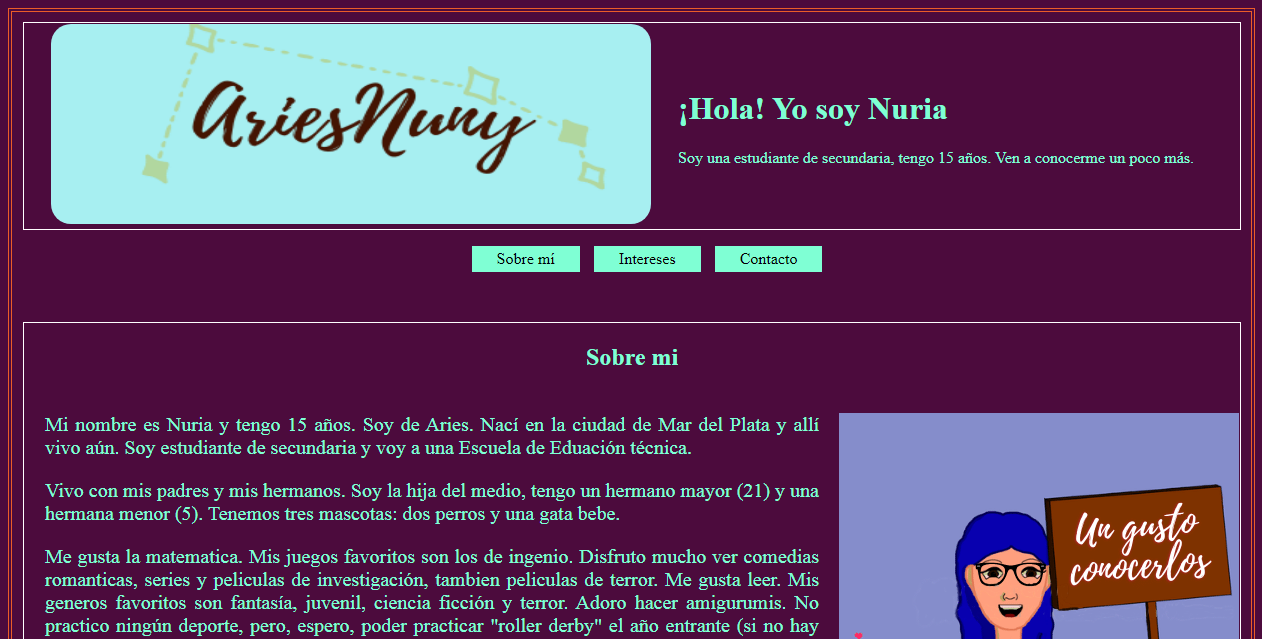 AriesNuny
¡Hola! Yo soy Nuria
Soy una estudiante de secundaria, tengo 15 años. Ven a conocerme un poco más.
Sobre mí
Intereses
Contacto
Sobre mi
Mi nombre es Nuria y tengo 15 años. Soy de Aries. Nací en la ciudad de Mar del Plata y allí
vivo aún. Soy estudiante de secundaria y voy a una Escuela de Eduación técnica.
Vivo con mis padres y mis hermanos. Soy la hija del medio, tengo un hermano mayor (21) y una
hermana menor (5). Tenemos tres mascotas: dos perros y una gata bebe.
Me gusta la matematica. Mis juegos favoritos son los de ingenio. Disfruto mucho ver comedias
romanticas, series y peliculas de investigación, tambien peliculas de terror. Me gusta leer. Mis
generos favoritos son fantasía, juvenil, ciencia ficción y terror. Adoro hacer amigurumis. No
practico ningún deporte, pero, espero, poder practicar "roller derby" el año entrante (si no hay
Un gusto
conocerlos